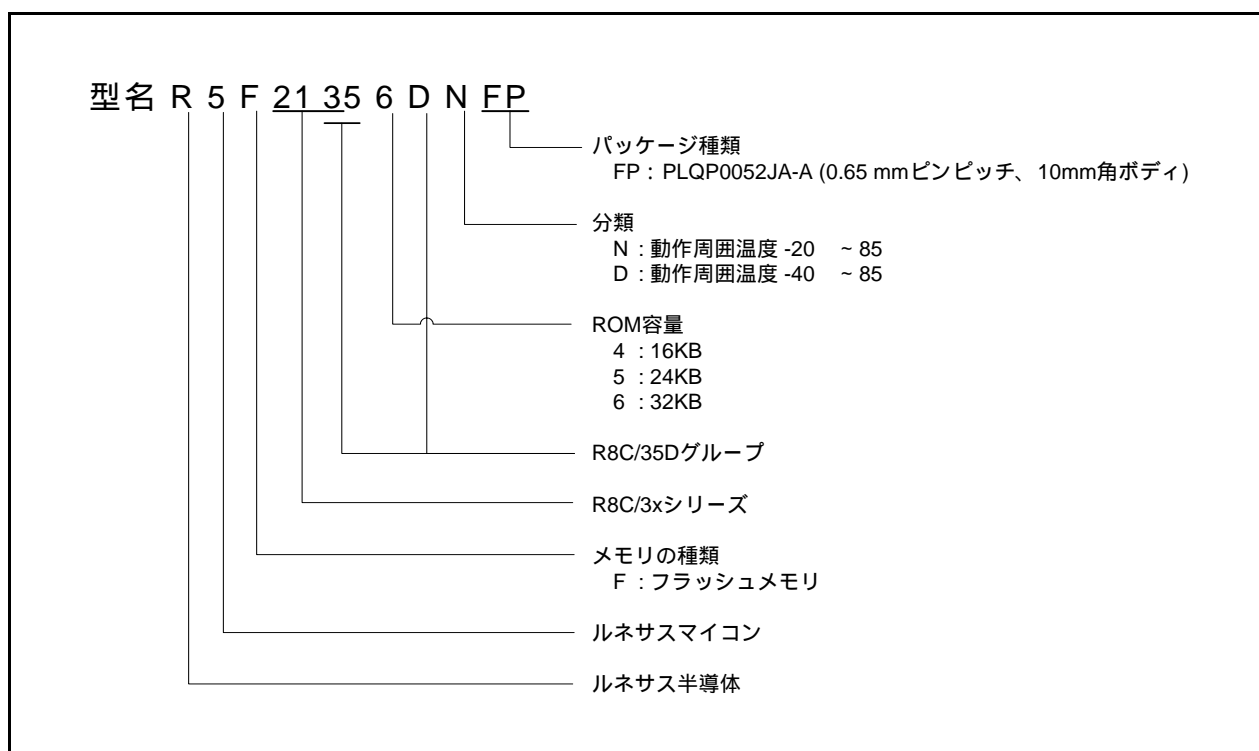 型名 R 5 F 21 35 6 D N FP
パッケージ種類
FP : PLQP0052JA-A (0.65 mmピンピッチ、10mm角ボディ)
分類
N : 動作周囲温度 -20 ~ 85
D : 動作周囲温度 -40 ~ 85
ROM容量
4 : 16KB
5 : 24KB
6 : 32KB
R8C/35Dグループ
R8C/3xシリーズ
メモリの種類
F : フラッシュメモリ
ルネサスマイコン
ルネサス半導体